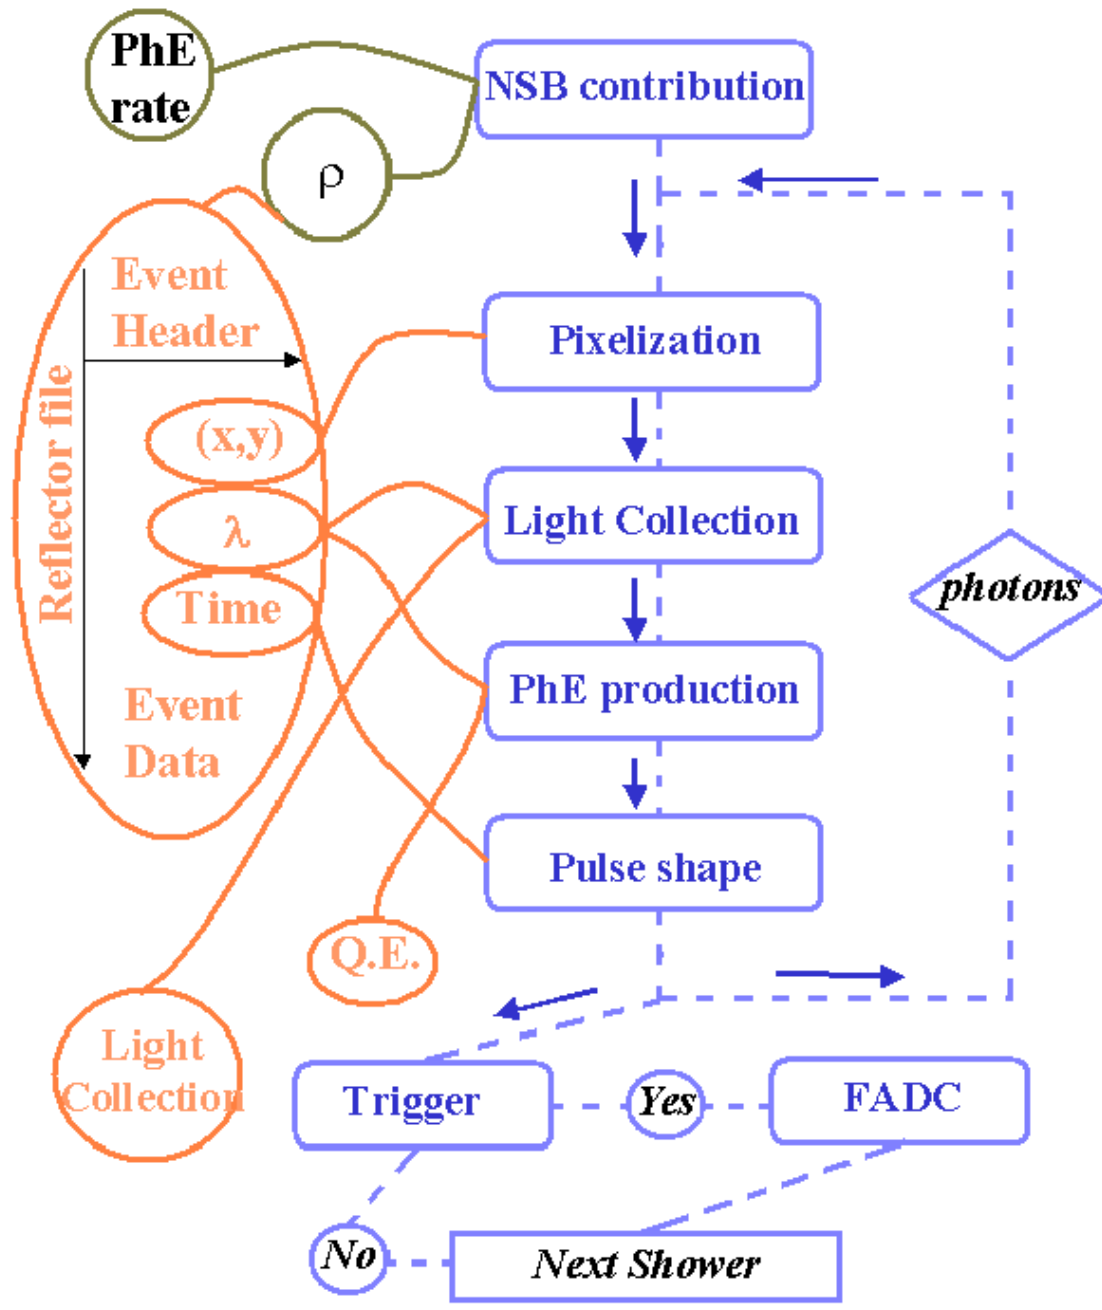 PhE
rate
NSB contribution
ρ
Event
Header
Pixelization
Reflector file
(x,y)
λ
Light Collection
photons
Time
PhE production
Event
Data
Pulse shape
Q.E.
Light
Collection
Trigger
Yes
FADC
No
Next Shower